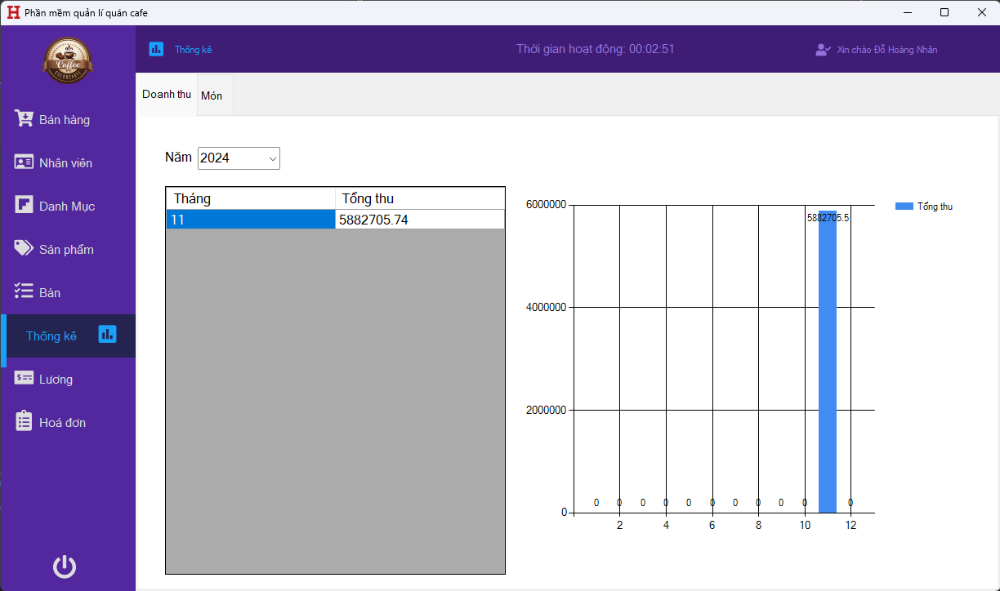 Phần mềm quản lí quán cafe
Coffee
Thống kê
Thời gian hoạt động: 00:02:51
Xin chào Đỗ Hoàng Nhân
Bán hàng
Nhân viên
Danh Mục
Sản phẩm
Bàn
Thống kê
Lương
Hoá đơn
Doanh thu
Món
Năm 2024
Tháng Tổng thu
11 5882705.74
6000000
4000000
2000000
0
5882705.5
0 0 0 0 0 0 0 0 0 0 0
2 4 6 8 10 12
Tổng thu